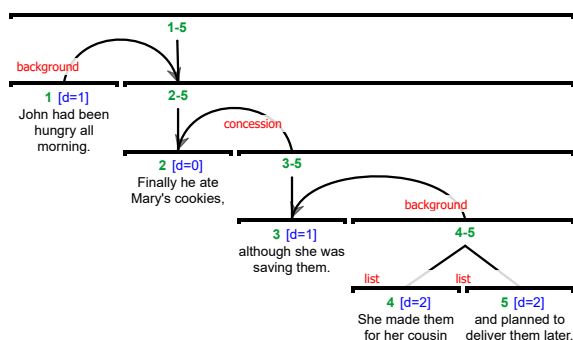 1-5
background
1 [d=1]
John had been
hungry all
morning.
2-5
concession
2 [d=0]
Finally he ate
Mary's cookies,
3-5
background
3 [d=1]
although she was
saving them.
4-5
list
list
4 [d=2]
She made them
for her cousin
5 [d=2]
and planned to
deliver them later.